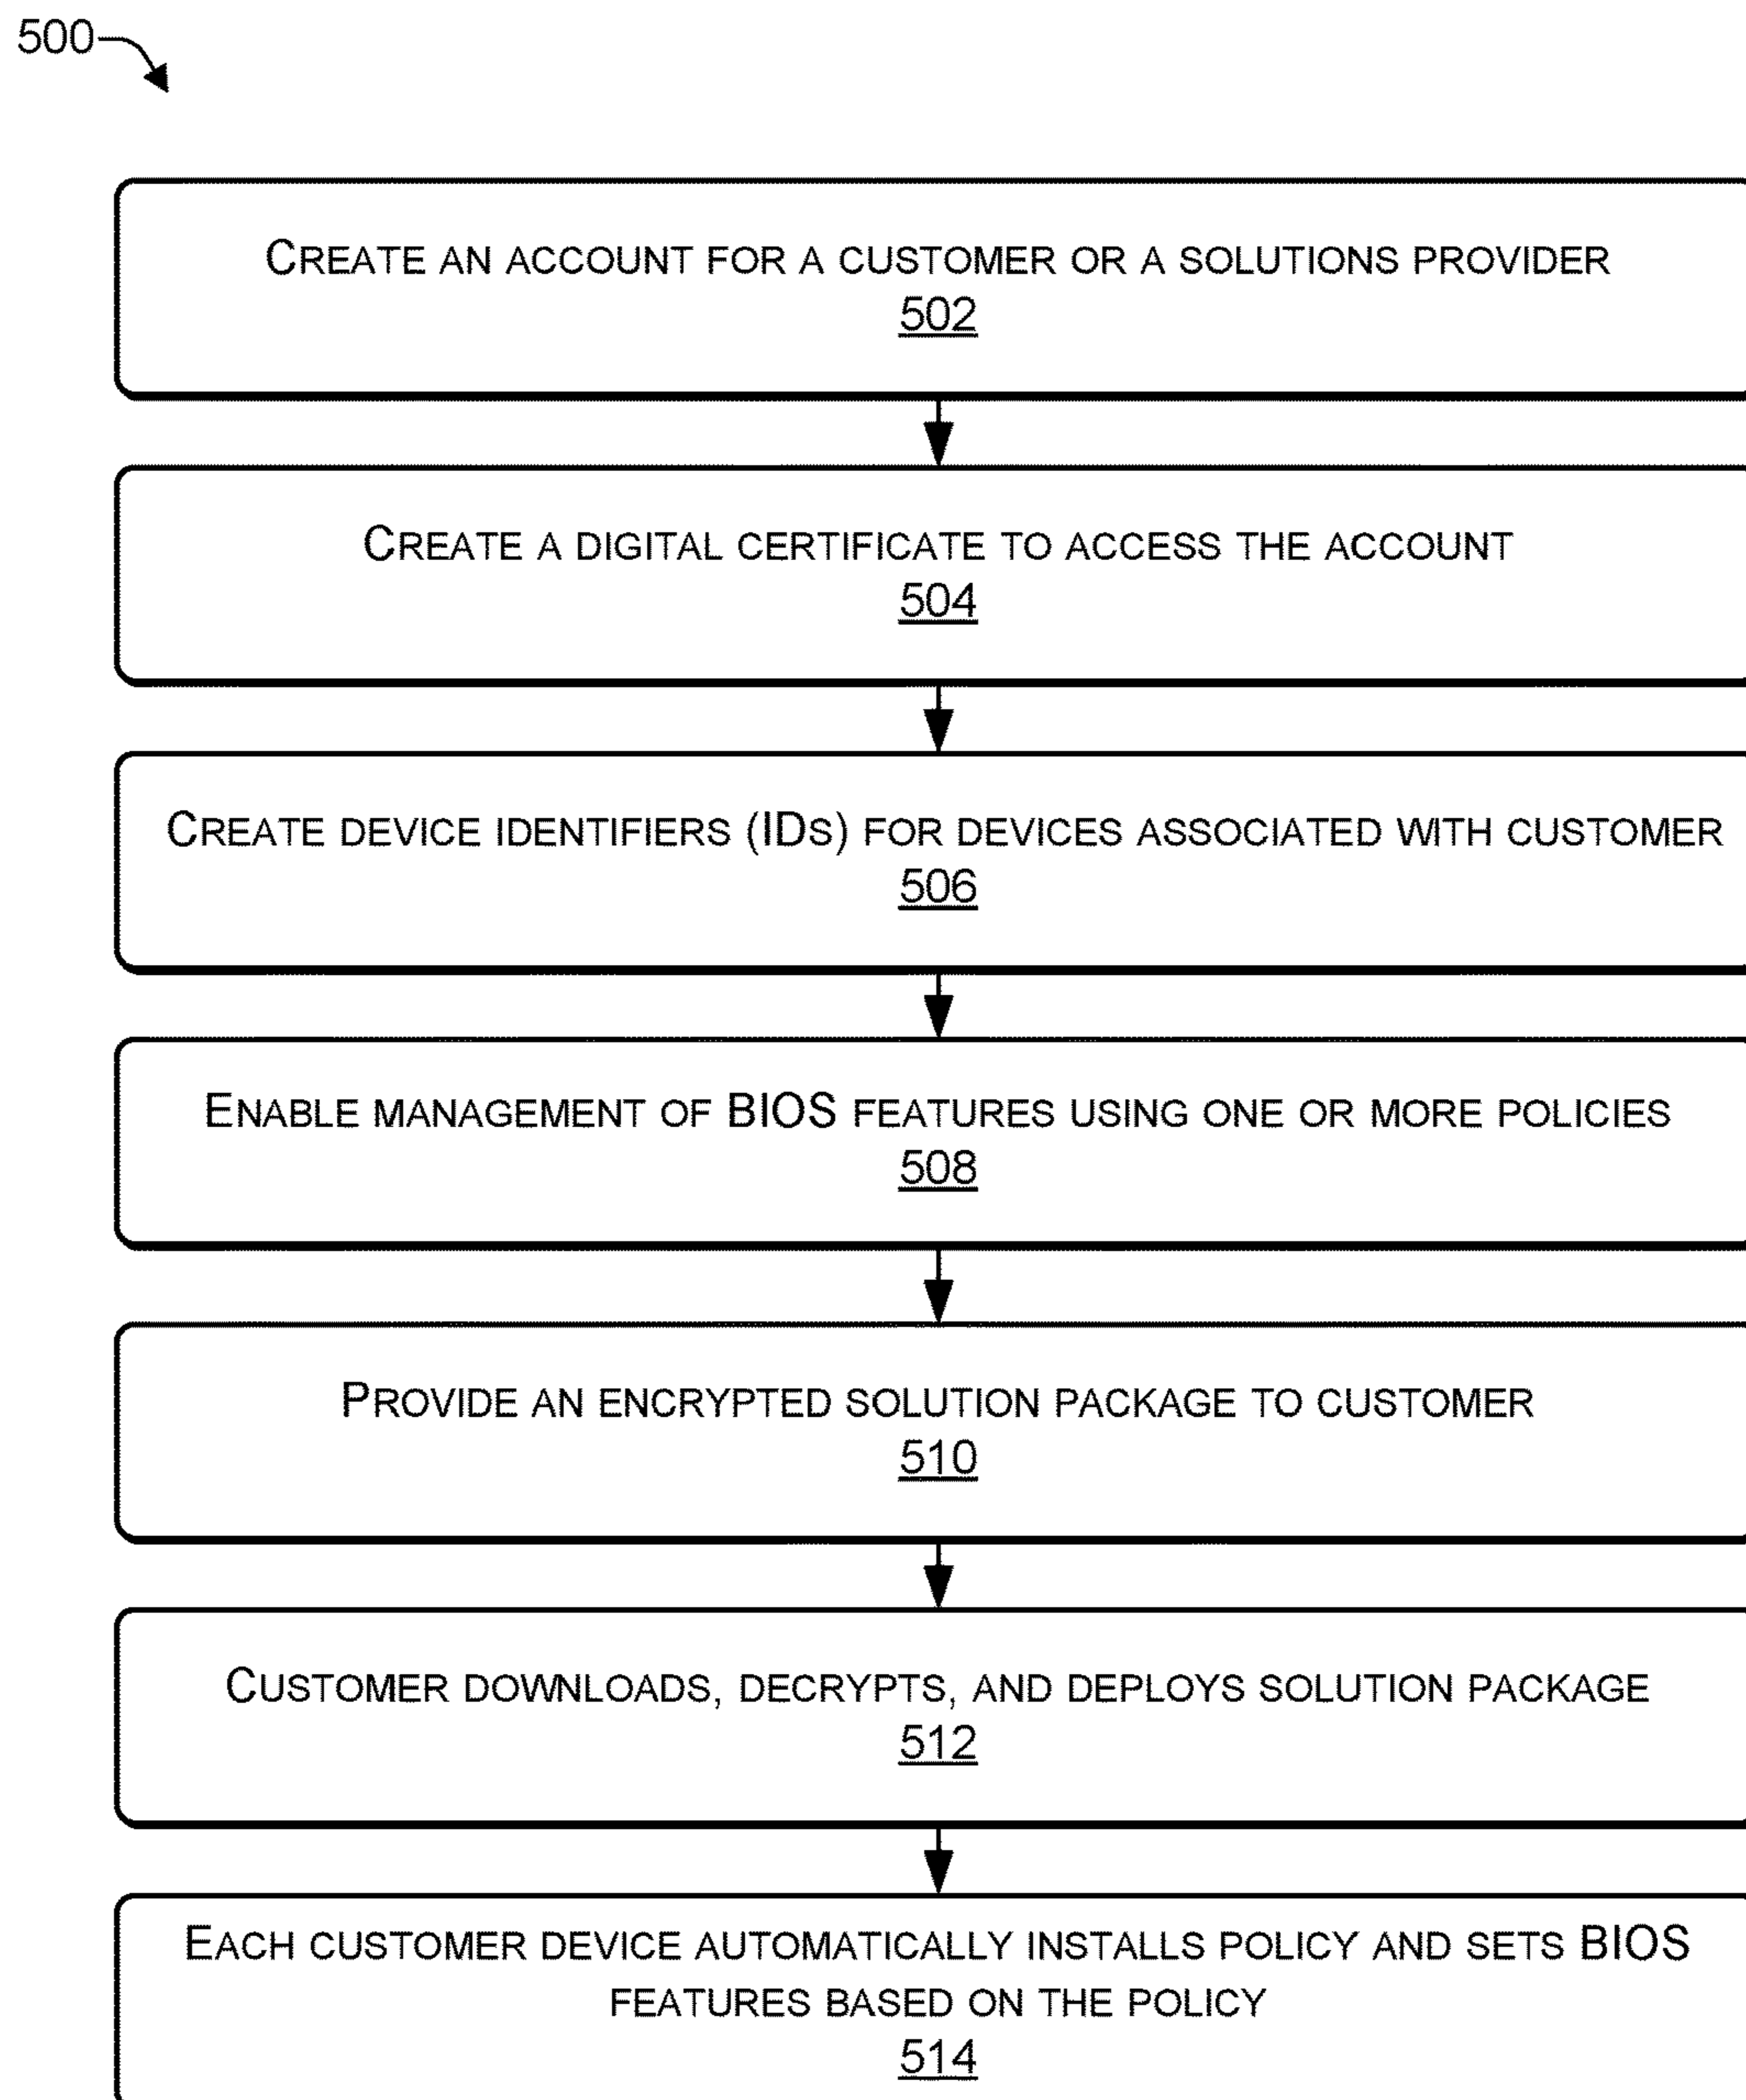 500
CREATE AN ACCOUNT FOR A CUSTOMER OR A SOLUTIONS PROVIDER
502
CREATE A DIGITAL CERTIFICATE TO ACCESS THE ACCOUNT
504
CREATE DEVICE IDENTIFIERS (IDS) FOR DEVICES ASSOCIATED WITH CUSTOMER
506
ENABLE MANAGEMENT OF BIOS FEATURES USING ONE OR MORE POLICIES
508
PROVIDE AN ENCRYPTED SOLUTION PACKAGE TO CUSTOMER
510
CUSTOMER DOWNLOADS, DECRYPTS, AND DEPLOYS SOLUTION PACKAGE
512
EACH CUSTOMER DEVICE AUTOMATICALLY INSTALLS POLICY AND SETS BIOS
FEATURES BASED ON THE POLICY
514